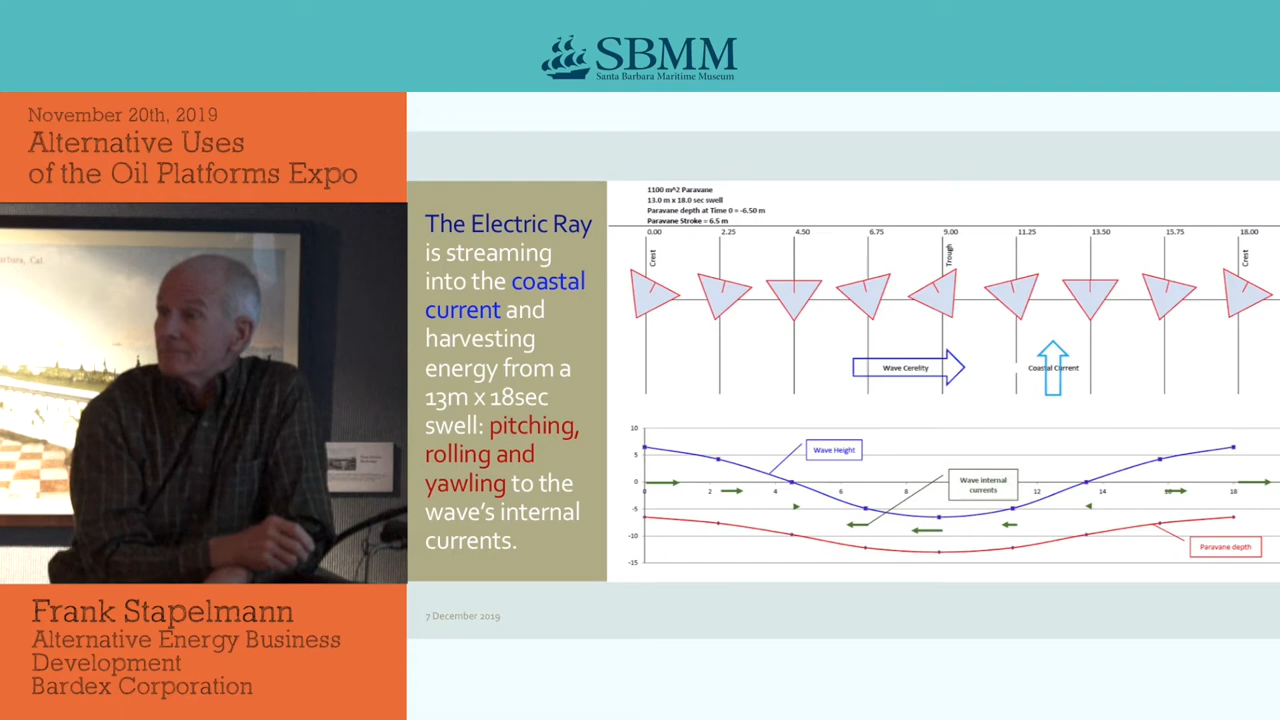 SBMM
Santa Barbara Maritime Museum
November 20th, 2019
Alternative Uses
of the Oil Platforms Expo
The Electric Ray
is streaming
into the coastal
current and
harvesting
energy from a
13m x 18sec
swell: pitching,
rolling and
yawling to the
wave's internal
currents.
1100 m^2 Paravane
13.0 m x 18.0 sec swell
Paravane depth at Time 0 = -6.50 m
Paravane Stroke = 6.5 m
0.00 2.25 4.50 6.75 9.00 11.25 13.50 15.75 18.00
Crest
Trough
Crest
Wave Cerelity
Coastal Current
10
5
0
-5
-10
-15
0 2 4 6 8 12 14 16 18
Wave Height
Wave internal
currents
Paravane depth
7 December 2019
Frank Stapelmann
Alternative Energy Business
Development
Bardex Corporation